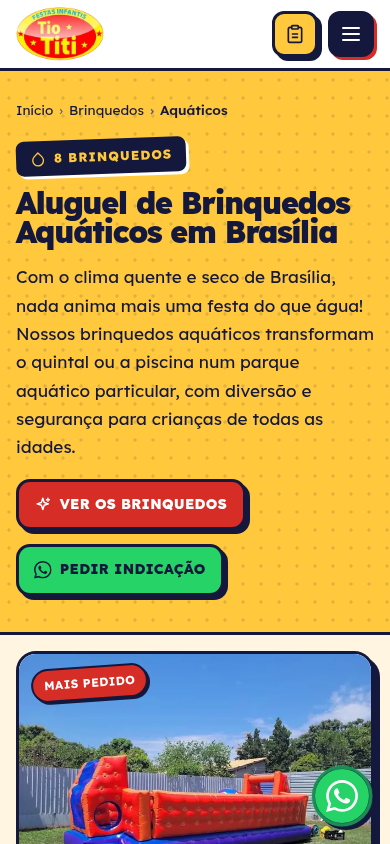 FESTAS INFANTIS
Tio
Titi
Início › Brinquedos › Aquáticos
8 BRINQUEDOS
Aluguel de Brinquedos
Aquáticos em Brasília
Com o clima quente e seco de Brasília,
nada anima mais uma festa do que água!
Nossos brinquedos aquáticos transformam
o quintal ou a piscina num parque
aquático particular, com diversão e
segurança para crianças de todas as
idades.
VER OS BRINQUEDOS
PEDIR INDICAÇÃO
MAIS PEDIDO